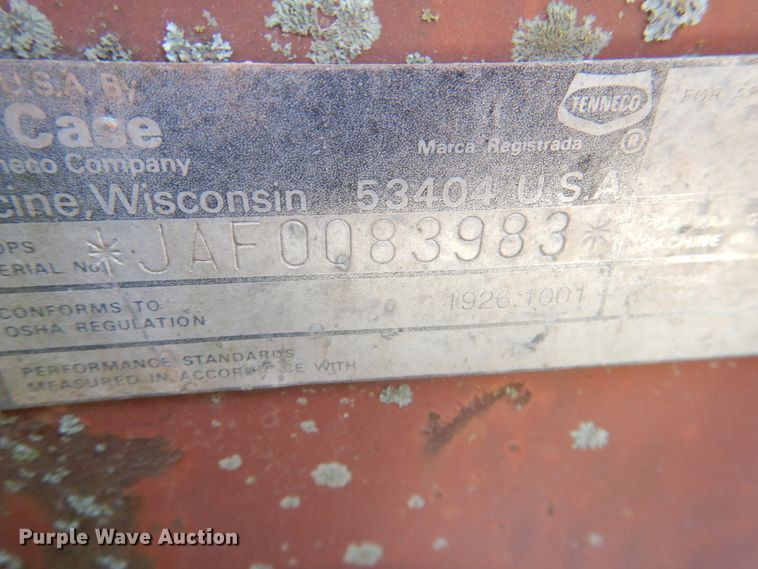 U.S.A. By
Case
TENNECO
neco Company
Marca Registrada ®
cine, Wisconsin 53404 U.S.A.
OPS
ERIAL No. *JAF0083983*
MACHINE
CONFORMS TO
OSHA REGULATION
1926.1001
PERFORMANCE STANDARDS
MEASURED IN ACCORDANCE WITH
FOR
Purple Wave Auction